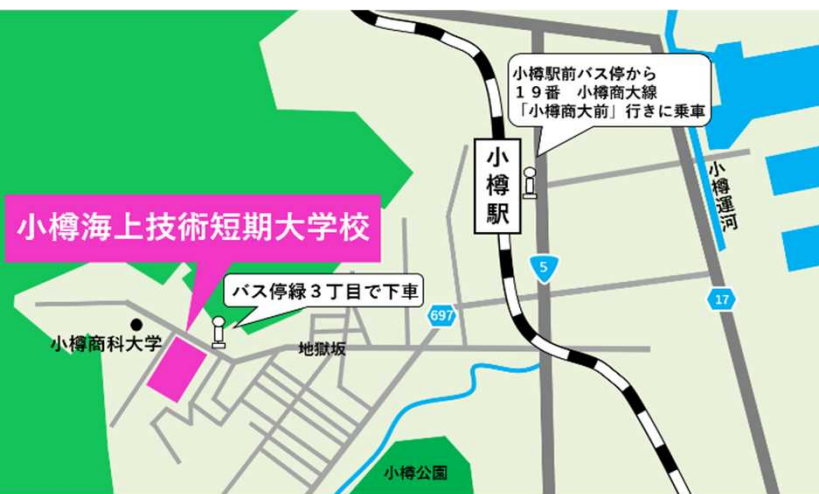 小樽駅前バス停から
１９番　小樽商大線
「小樽商大前」行きに乗車
小樽駅
小樽運河
小樽海上技術短期大学校
5
バス停緑３丁目で下車
17
697
小樽商科大学
地獄坂
小樽公園